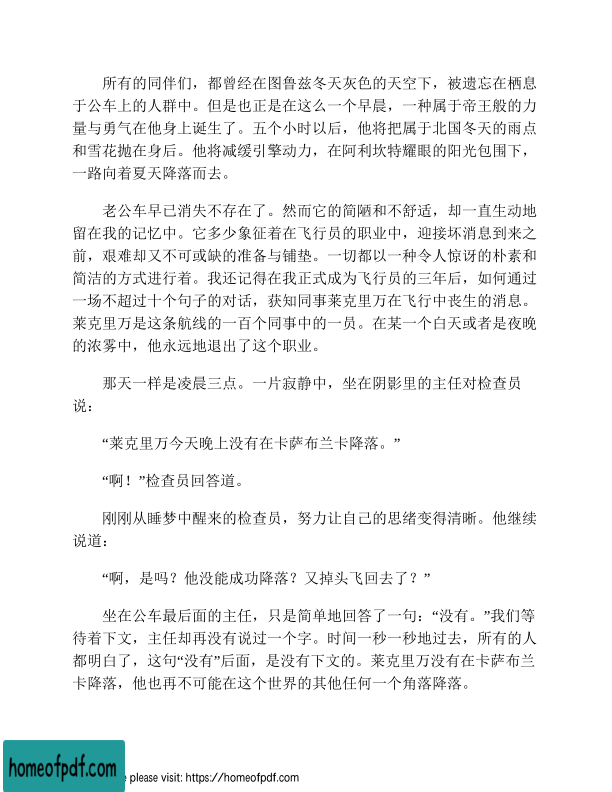 所有的同伴们，都曾经在图鲁兹冬天灰色的天空下，被遗忘在栖息
于公车上的人群中。但是也正是在这么一个早晨，一种属于帝王般的力
量与勇气在他身上诞生了。五个小时以后，他将把属于北国冬天的雨点
和雪花抛在身后。他将减缓引擎动力，在阿利坎特耀眼的阳光包围下，
一路向着夏天降落而去。
老公车早已消失不存在了。然而它的简陋和不舒适，却一直生动地
留在我的记忆中。它多少象征着在飞行员的职业中，迎接坏消息到来之
前，艰难却又不可或缺的准备与铺垫。一切都以一种令人惊讶的朴素和
简洁的方式进行着。我还记得在我正式成为飞行员的三年后，如何通过
一场不超过十个句子的对话，获知同事莱克里万在飞行中丧生的消息。
莱克里万是这条航线的一百个同事中的一员。在某一个白天或者是夜晚
的浓雾中，他永远地退出了这个职业。
那天一样是凌晨三点。一片寂静中，坐在阴影里的主任对检查员
说：
“莱克里万今天晚上没有在卡萨布兰卡降落。”
“啊！”检查员回答道。
刚刚从睡梦中醒来的检查员，努力让自己的思绪变得清晰。他继续
说道：
“啊，是吗？他没能成功降落？又掉头飞回去了？”
坐在公车最后面的主任，只是简单地回答了一句：“没有。”我们等
待着下文，主任却再没有说过一个字。时间一秒一秒地过去，所有的人
都明白了，这句“没有”后面，是没有下文的。莱克里万没有在卡萨布兰
卡降落，他也再不可能在这个世界的其他任何一个角落降落。
homeofpdf.com
e please visit: https://homeofpdf.com